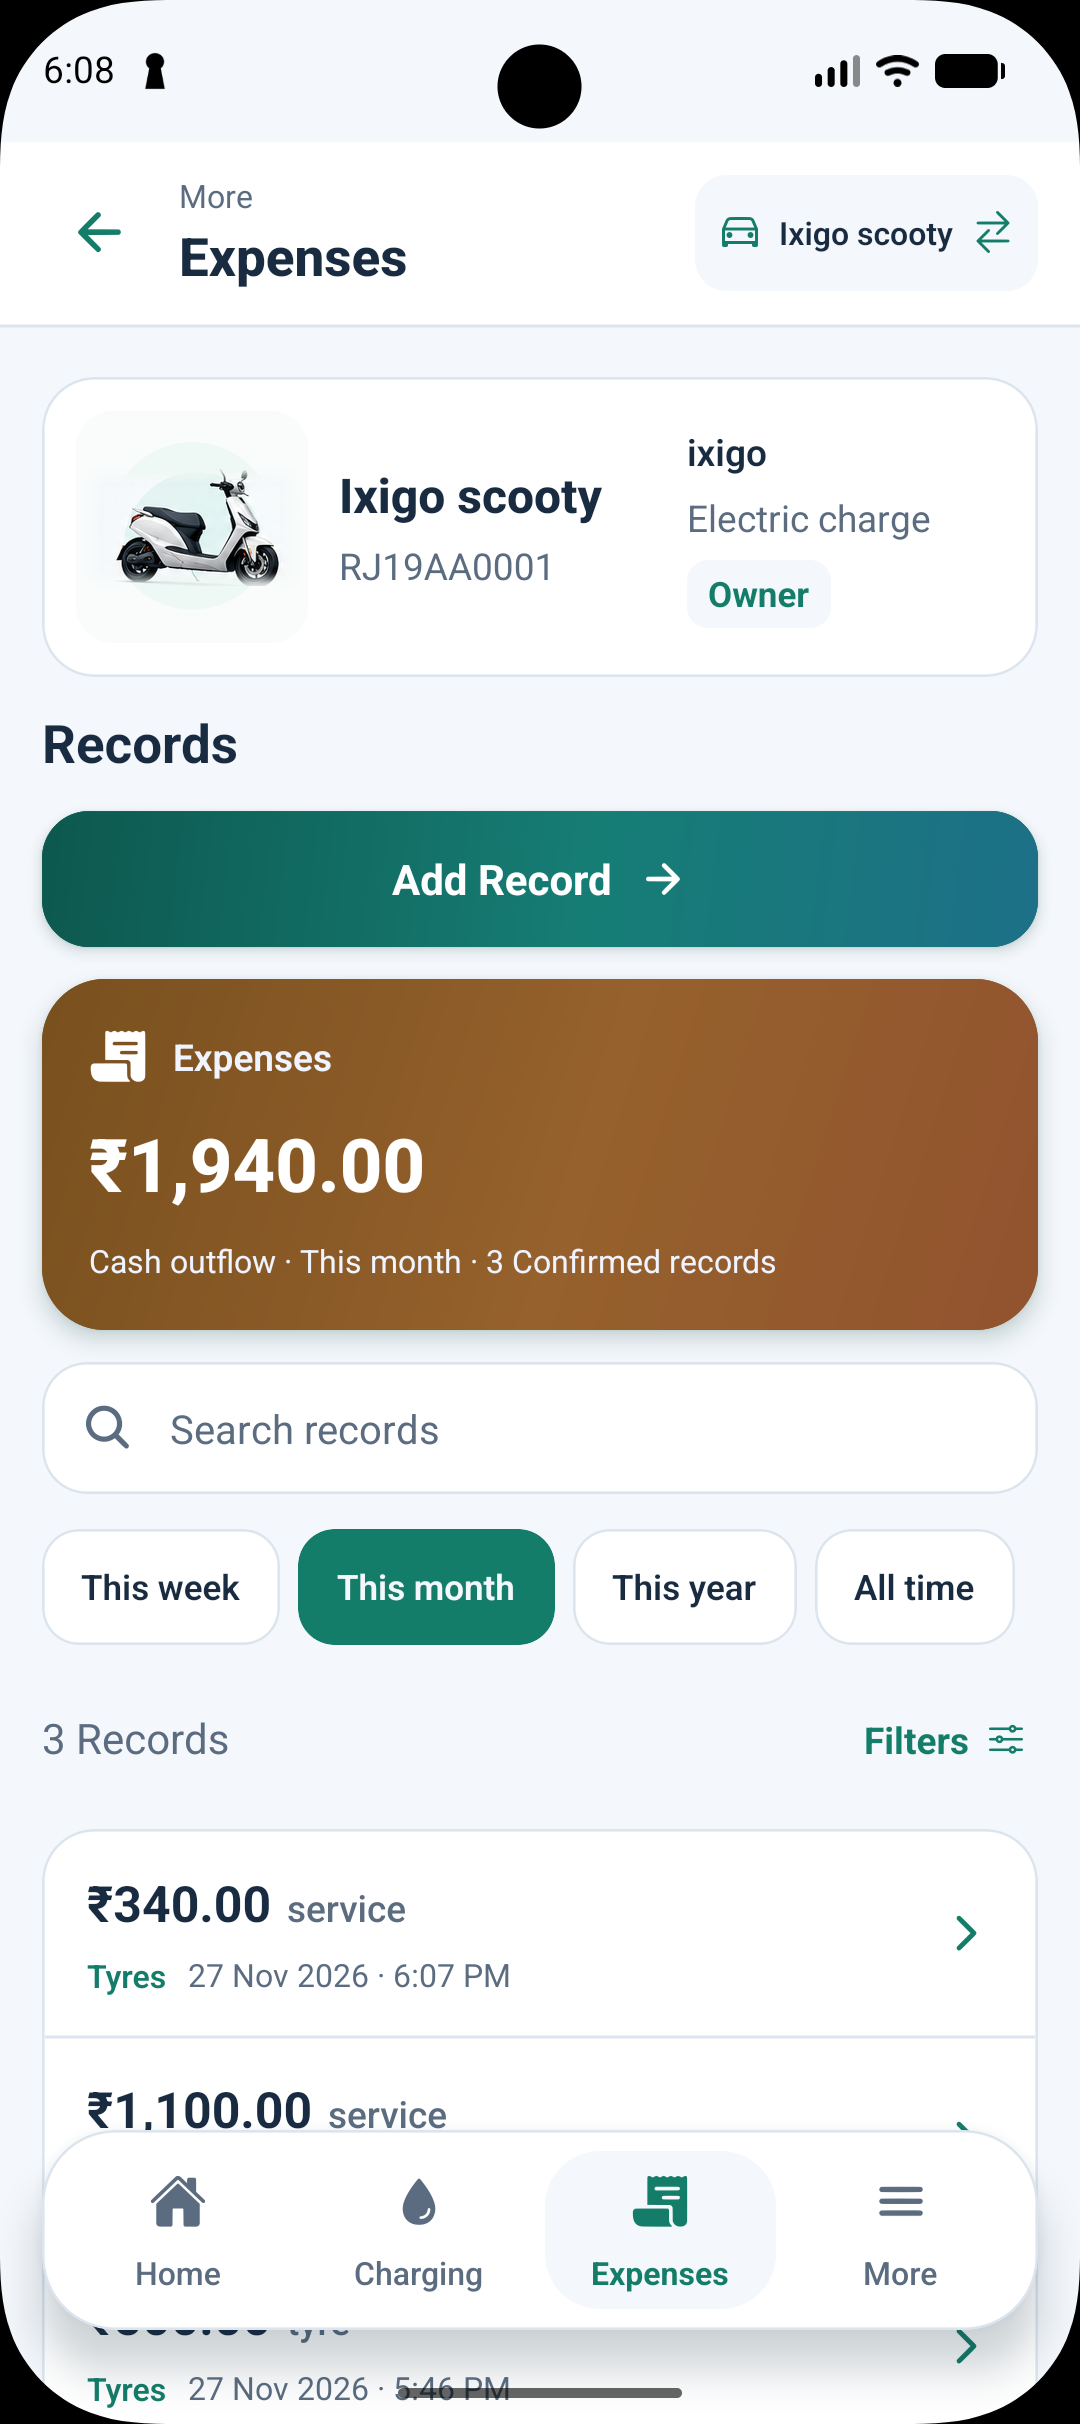 6:08
More
Expenses
Ixigo scooty
Ixigo scooty
RJ19AA0001
ixigo
Electric charge
Owner
Records
Add Record
Expenses
₹1,940.00
Cash outflow · This month · 3 Confirmed records
Search records
This week
This month
This year
All time
3 Records
Filters
₹340.00 service
Tyres 27 Nov 2026 · 6:07 PM
₹1,100.00 service
Home
Charging
Expenses
More
Tyres 27 Nov 2026 · 5:46 PM